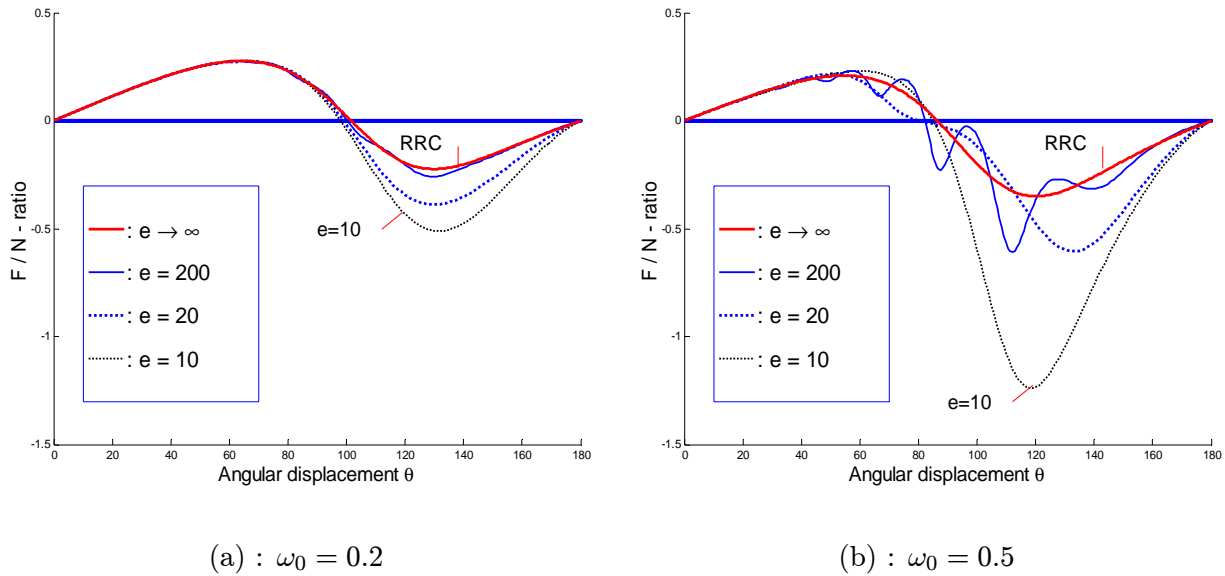 0.5
0
-0.5
-1
-1.5
F / N - ratio
RRC
e=10
: e → ∞
: e = 200
: e = 20
: e = 10
0 20 40 60 80 100 120 140 160 180
Angular displacement θ
(a) : ω₀ = 0.2
0.5
0
-0.5
-1
-1.5
F / N - ratio
RRC
: e → ∞
: e = 200
: e = 20
: e = 10
e=10
0 20 40 60 80 100 120 140 160 180
Angular displacement θ
(b) : ω₀ = 0.5